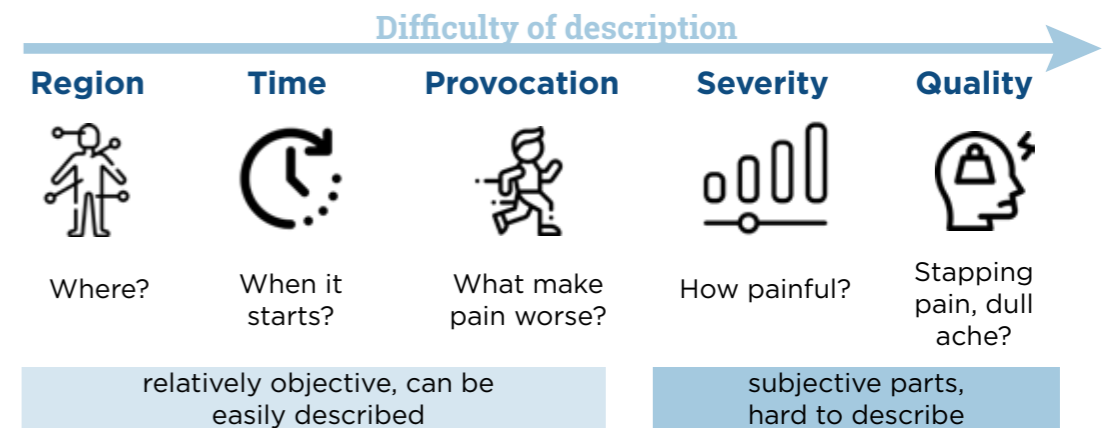 Difficulty of description
Region
Time
Provocation
Severity
Quality
Where?
When it
starts?
What make
pain worse?
How painful?
Stapping
pain, dull
ache?
relatively objective, can be
easily described
subjective parts,
hard to describe